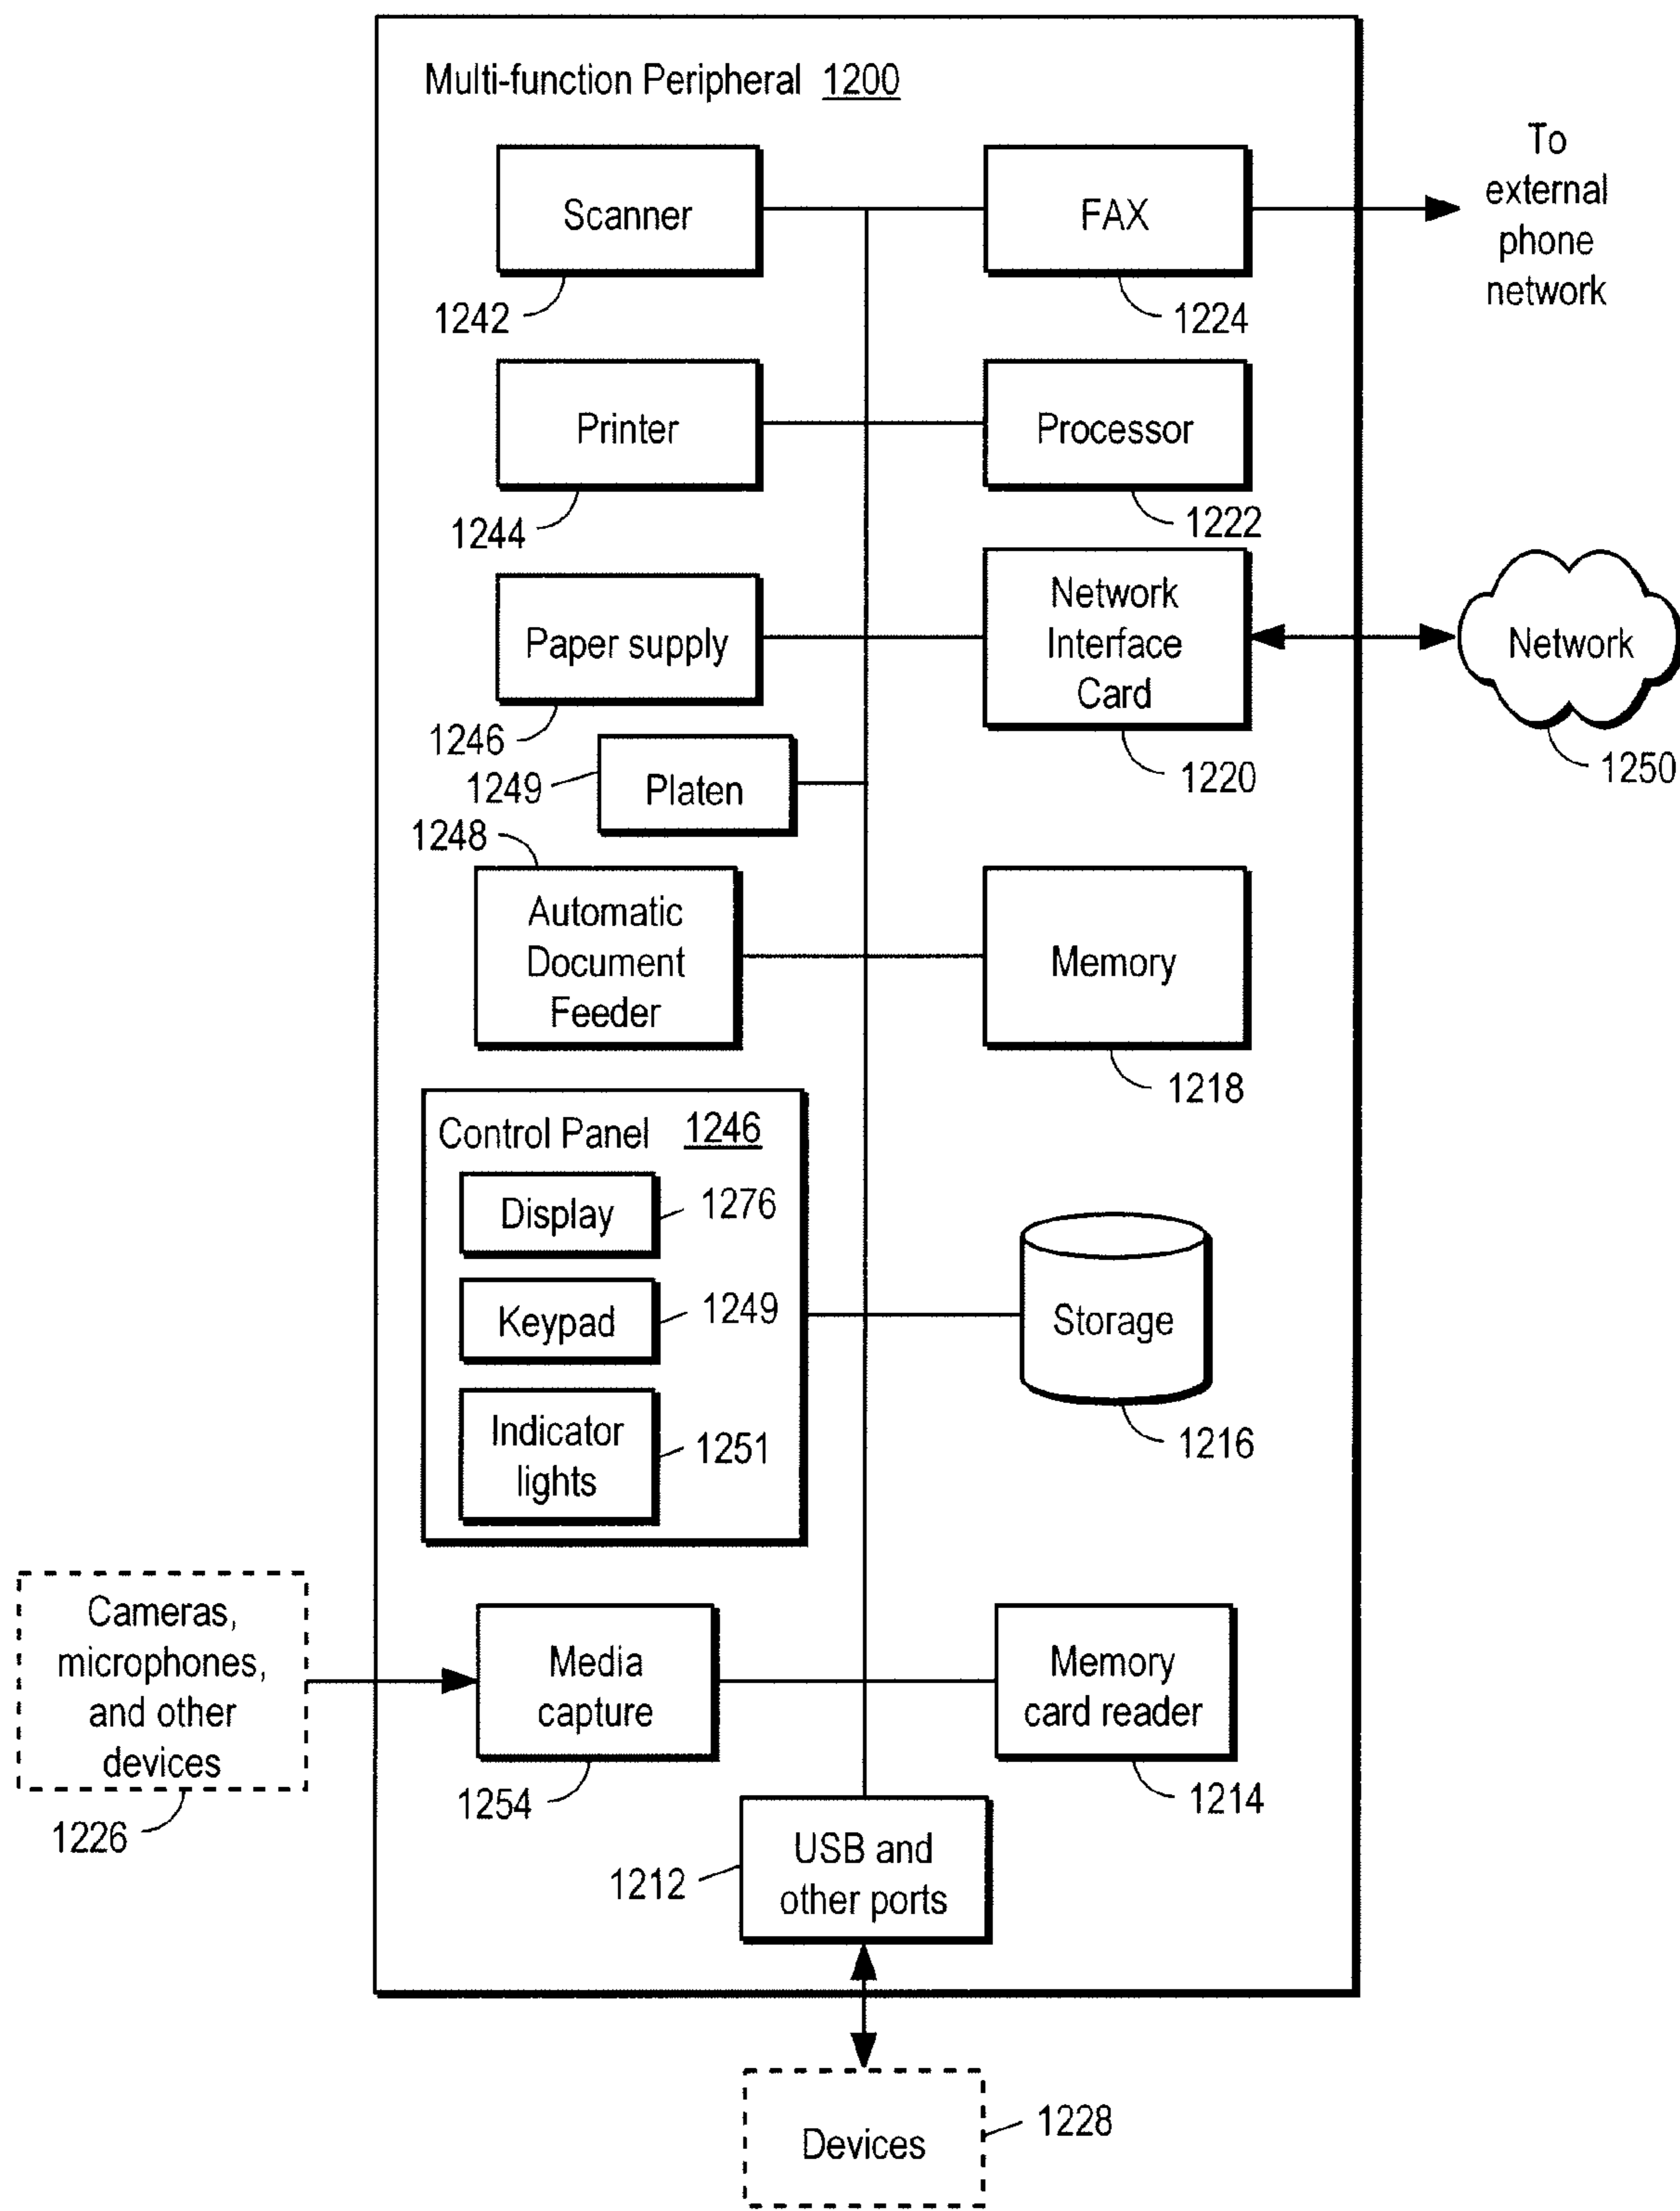 Multi-function Peripheral 1200
Scanner
1242
FAX
1224
To
external
phone
network
Printer
1244
Processor
1222
Paper supply
1246
Network
Interface
Card
1220
Network
1250
Platen
1249
Automatic
Document
Feeder
1248
Memory
1218
Control Panel 1246
Display
1276
Keypad
1249
Indicator
lights
1251
Storage
1216
Cameras,
microphones,
and other
devices
1226
Media
capture
1254
Memory
card reader
1214
USB and
other ports
1212
Devices
1228